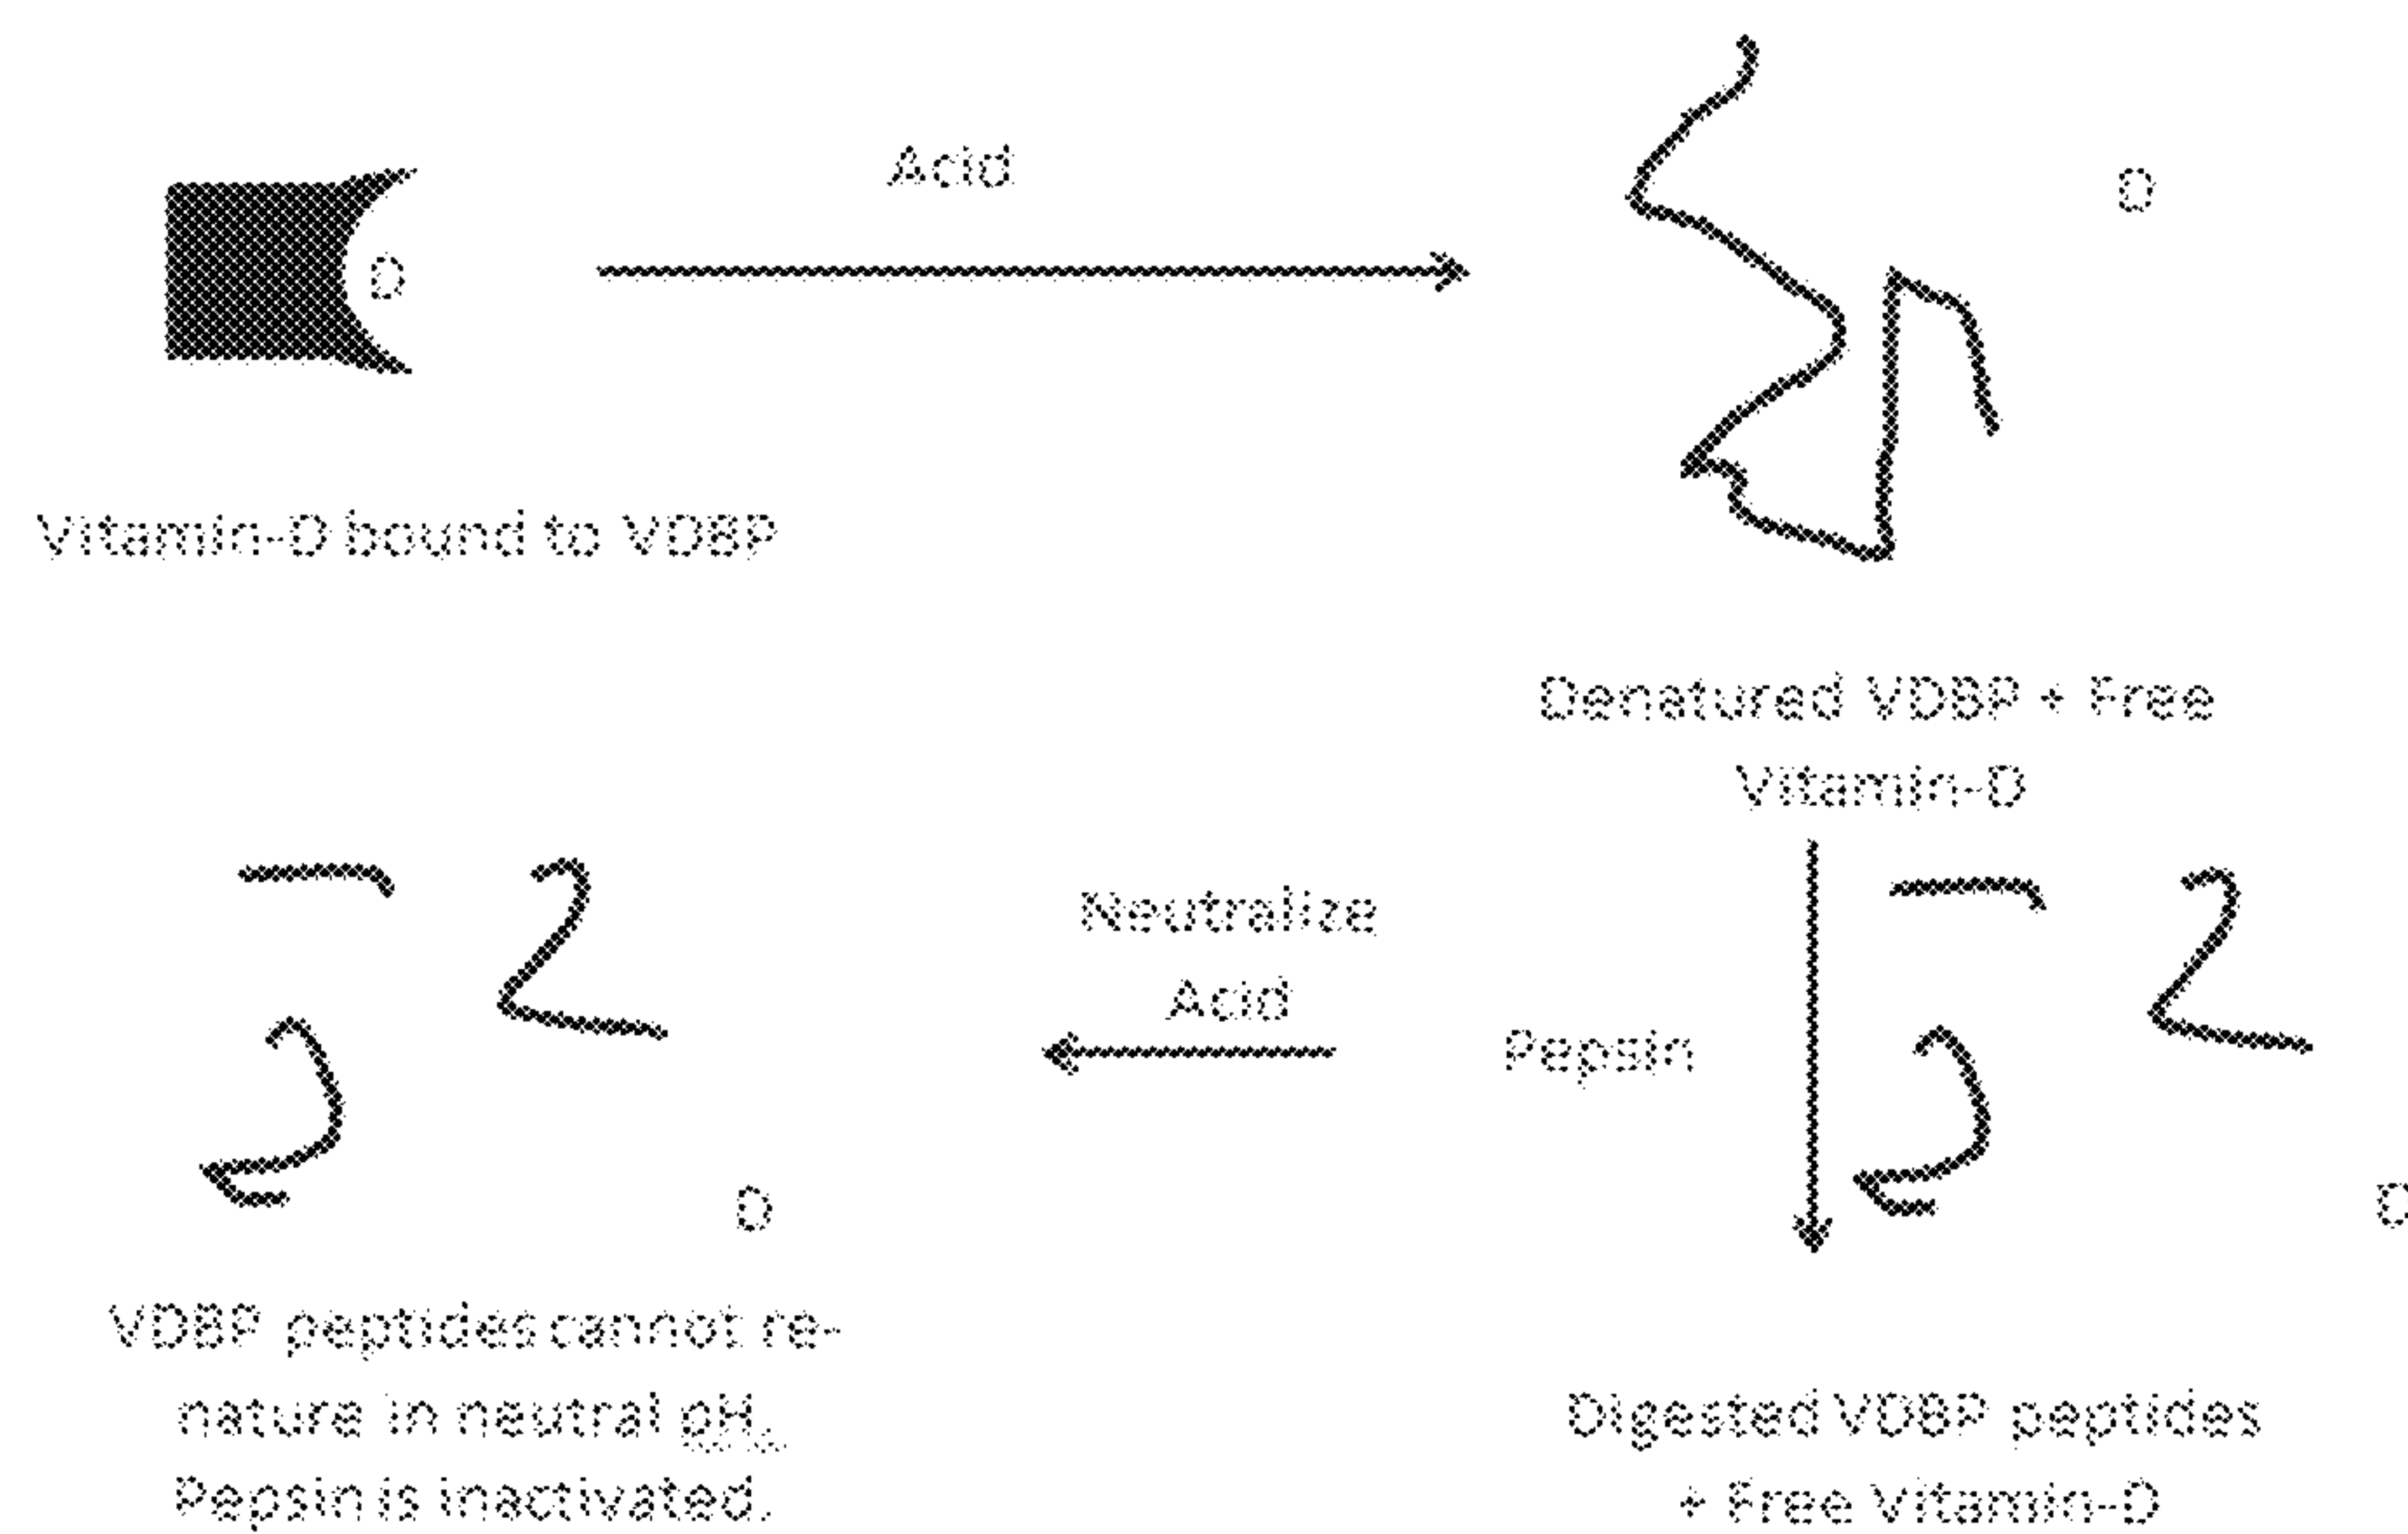 Acid
D
D
Vitamin-D bound to VDBP
Denatured VDBP + Free
Vitamin-D
Neutralize
Acid
Pepsin
D
D
VDBP peptides cannot re-
nature in neutral pH.
Pepsin is inactivated.
Digested VDBP peptides
+ Free Vitamin-D